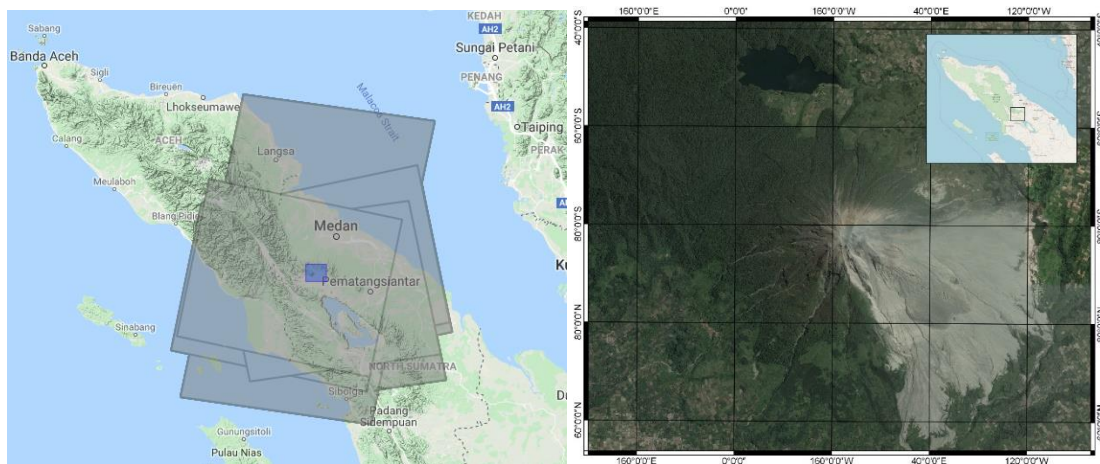 KEDAH
Sabang
AH2
Banda Aceh
Sungai Petani
Sigli
PENANG
Bireuën
Lhokseumawe
Malacca Strait
AH2
ACEH
Taiping
Calang
Langsa
PERAK
Meulaboh
Blang Pidie
Medan
Pematangsiantar
Sinabang
NORTH SUMATRA
Sibolga
Padang
Sidempuan
Gunungsitoli
Pulau Nias
160°0'0"E 0°0'0" 160°0'0"W 40°0'0"E 120°0'0"W
40°0'0"S
60°0'0"S
80°0'0"S
80°0'0"N
60°0'0"N
160°0'0"W 0°0'0" 160°0'0"W 40°0'0"E 120°0'0"W